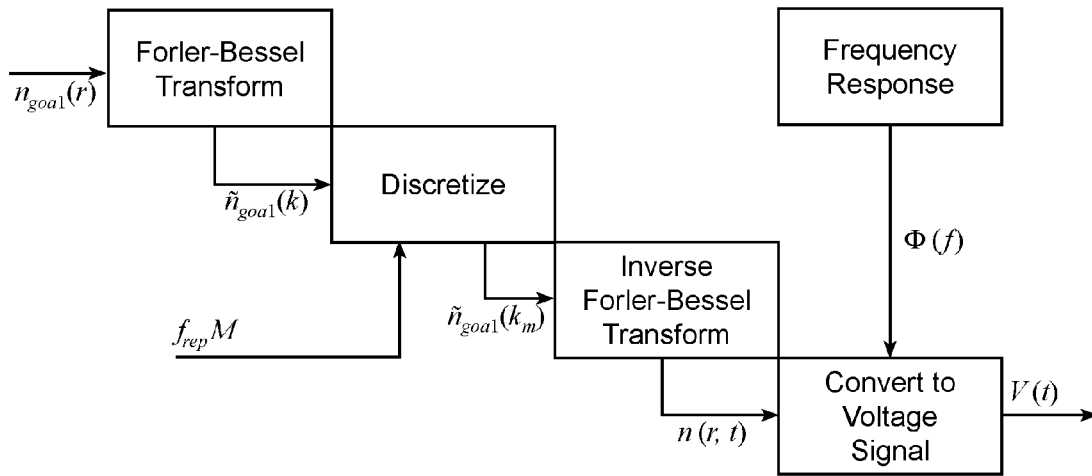 Forler-Bessel
Transform
Frequency
Response
n_goal(r)
Discretize
ñ_goal(k)
Φ(f)
Inverse
Forler-Bessel
Transform
ñ_goal(k_m)
f_rep M
Convert to
Voltage
Signal
V(t)
n(r, t)